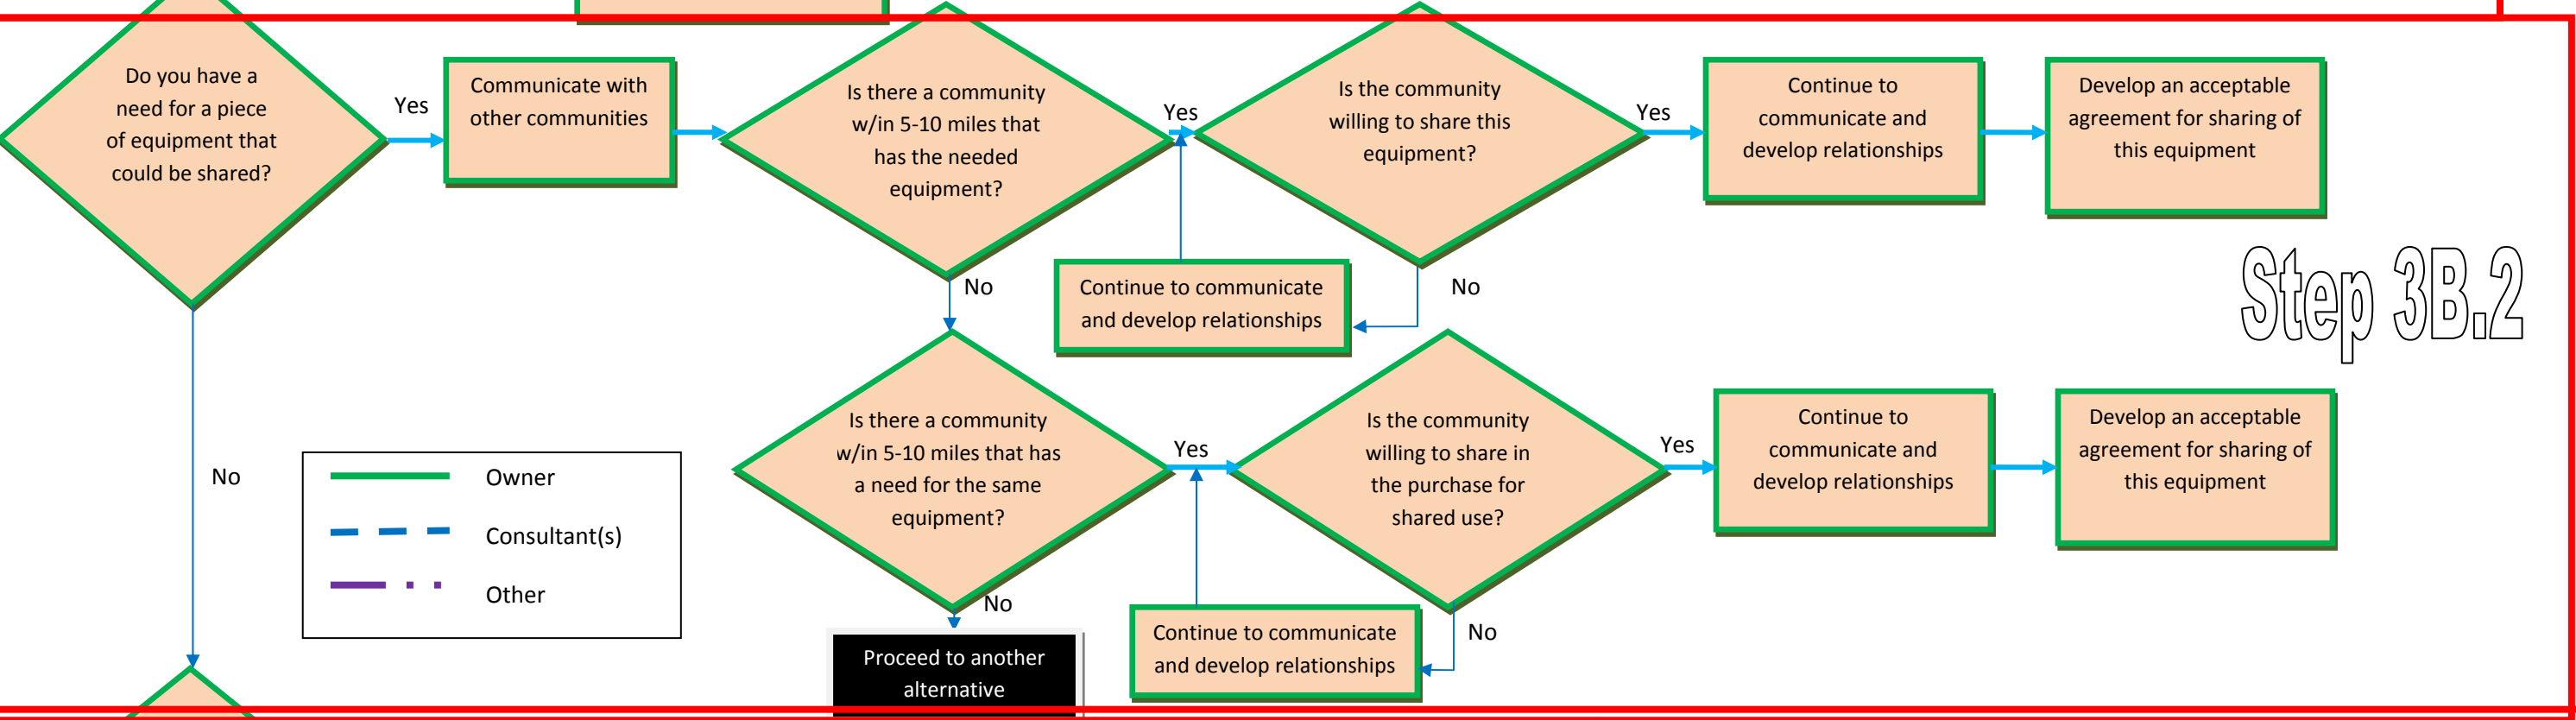 Do you have a
need for a piece
of equipment that
could be shared?
Yes
Communicate with
other communities
Is there a community
w/in 5-10 miles that
has the needed
equipment?
Yes
Is the community
willing to share this
equipment?
Yes
Continue to
communicate and
develop relationships
Develop an acceptable
agreement for sharing of
this equipment
No
Continue to communicate
and develop relationships
No
Step 3B.2
No
Is there a community
w/in 5-10 miles that has
a need for the same
equipment?
Yes
Is the community
willing to share in
the purchase for
shared use?
Yes
Continue to
communicate and
develop relationships
Develop an acceptable
agreement for sharing of
this equipment
Owner
Consultant(s)
Other
No
Proceed to another
alternative
Continue to communicate
and develop relationships
No